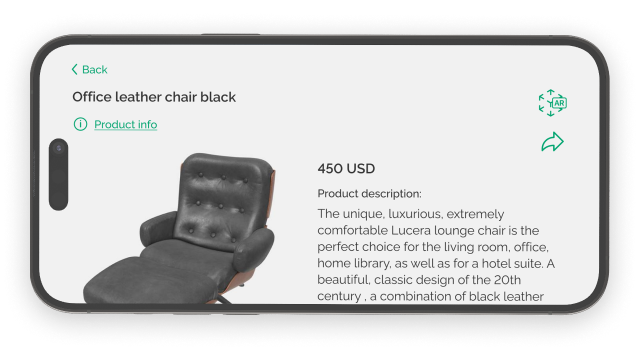 Back
Office leather chair black
AR
Product info
450 USD
Product description:
The unique, luxurious, extremely
comfortable Lucera lounge chair is the
perfect choice for the living room, office,
home library, as well as for a hotel suite. A
beautiful, classic design of the 20th
century , a combination of black leather